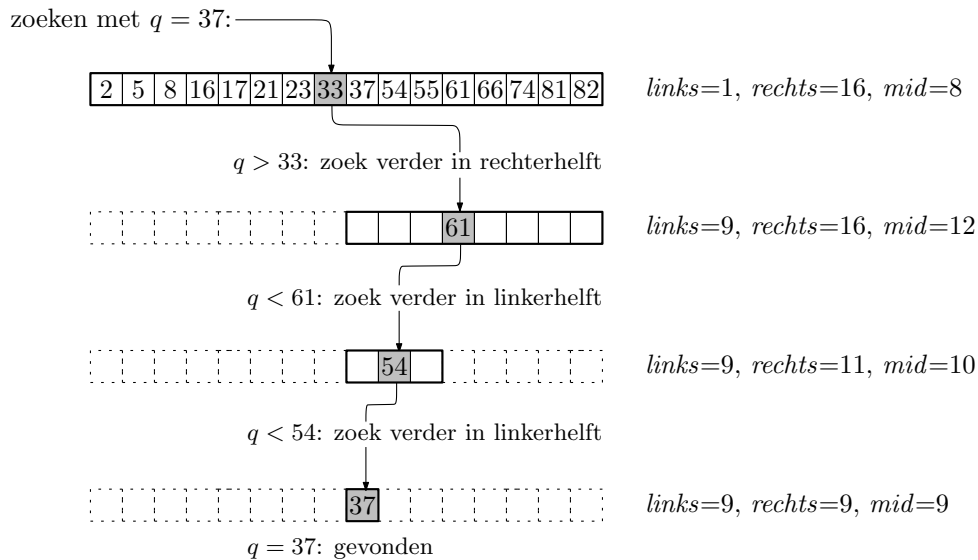 zoeken met q = 37:
2 5 8 16 17 21 23 33 37 54 55 61 66 74 81 82 links=1, rechts=16, mid=8
q > 33: zoek verder in rechterhelft
61 links=9, rechts=16, mid=12
q < 61: zoek verder in linkerhelft
54 links=9, rechts=11, mid=10
q < 54: zoek verder in linkerhelft
37 links=9, rechts=9, mid=9
q = 37: gevonden